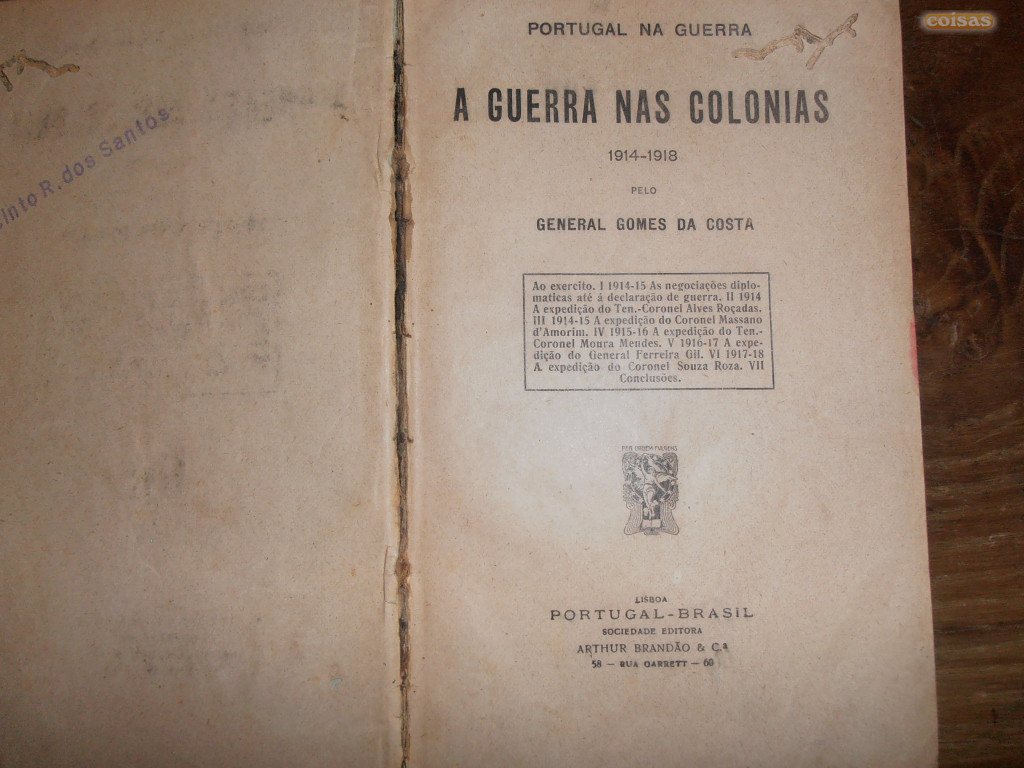 R. dos Santos
PORTUGAL NA GUERRA
A GUERRA NAS COLONIAS
1914-1918
PELO
GENERAL GOMES DA COSTA
Ao exercito. I 1914-15 As negociações diplo-
maticas até á declaração de guerra. II 1914
A expedição do Ten.-Coronel Alves Roçadas.
III 1914-15 A expedição do Coronel Massano
d'Amorim. IV 1915-16 A expedição do Ten.-
Coronel Moura Mendes. V 1916-17 A expe-
dição do General Ferreira Gil. VI 1917-18
A expedição do Coronel Souza Roza. VII
Conclusões.
LISBOA
PORTUGAL-BRASIL
SOCIEDADE EDITORA
ARTHUR BRANDÃO & C.ª
58 — RUA GARRETT — 60
coisas